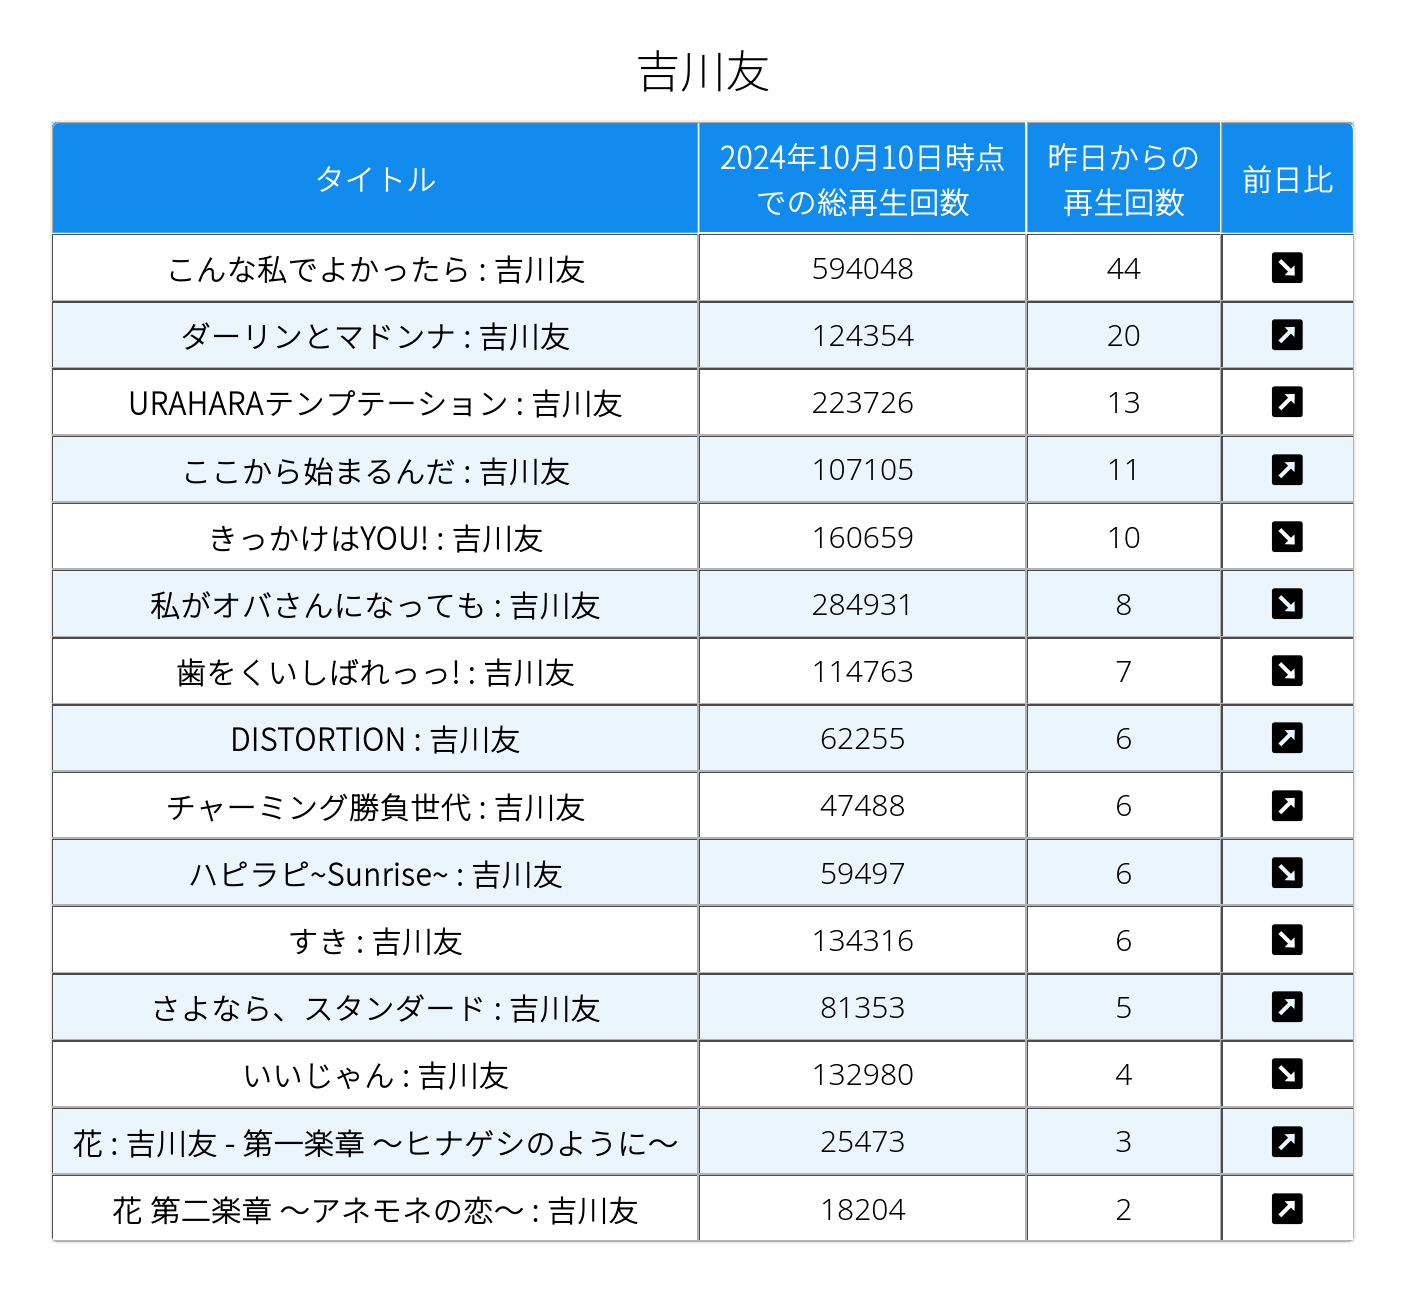 吉川友
タイトル 2024年10月10日時点での総再生回数 昨日からの再生回数 前日比
こんな私でよかったら : 吉川友 594048 44 ↘
ダーリンとマドンナ : 吉川友 124354 20 ↗
URAHARAテンプテーション : 吉川友 223726 13 ↗
ここから始まるんだ : 吉川友 107105 11 ↗
きっかけはYOU! : 吉川友 160659 10 ↘
私がオバさんになっても : 吉川友 284931 8 ↘
歯をくいしばれっっ! : 吉川友 114763 7 ↘
DISTORTION : 吉川友 62255 6 ↗
チャーミング勝負世代 : 吉川友 47488 6 ↗
ハピラピ~Sunrise~ : 吉川友 59497 6 ↘
すき : 吉川友 134316 6 ↘
さよなら、スタンダード : 吉川友 81353 5 ↗
いいじゃん : 吉川友 132980 4 ↘
花 : 吉川友 - 第一楽章 〜ヒナゲシのように〜 25473 3 ↗
花 第二楽章 〜アネモネの恋〜 : 吉川友 18204 2 ↗